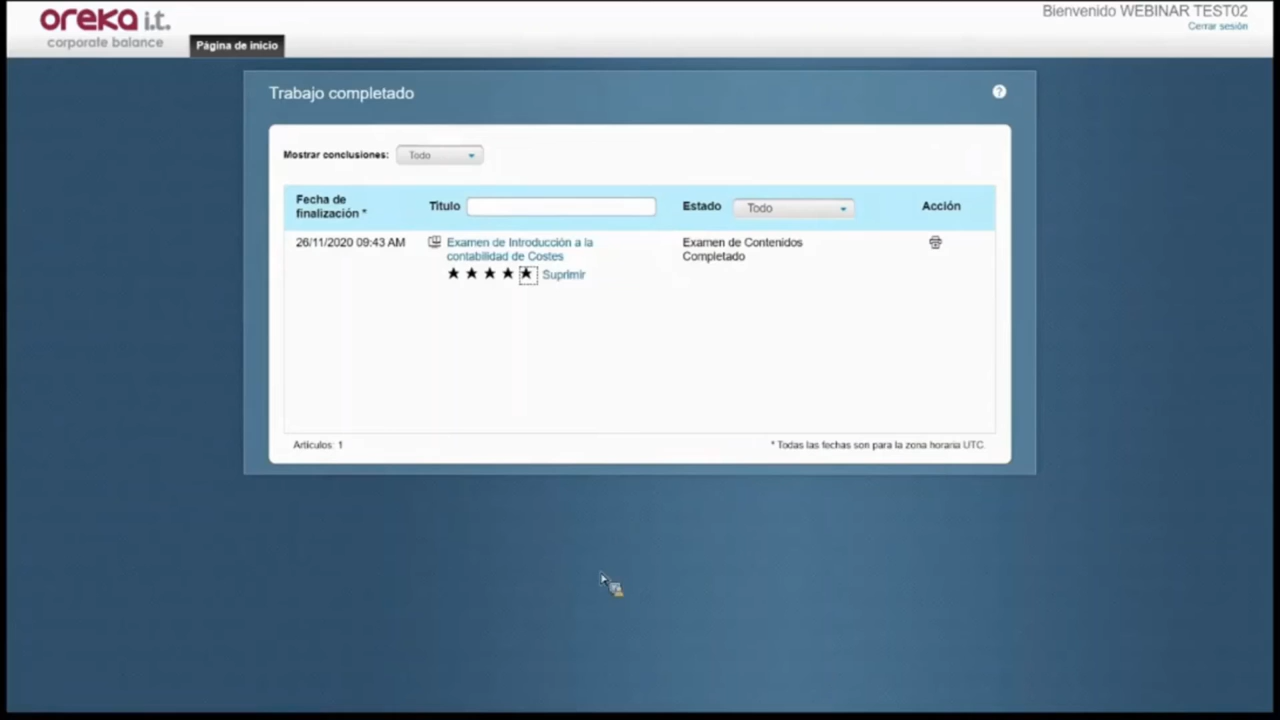 oreka i.t.
corporate balance
Página de inicio
Bienvenido WEBINAR TEST02
Cerrar sesión
Trabajo completado
?
Mostrar conclusiones: Todo
Fecha de
finalización * Título Estado Todo Acción
26/11/2020 09:43 AM Examen de Introducción a la Examen de Contenidos
contabilidad de Costes Completado
Suprimir
Artículos: 1 * Todas las fechas son para la zona horaria UTC.